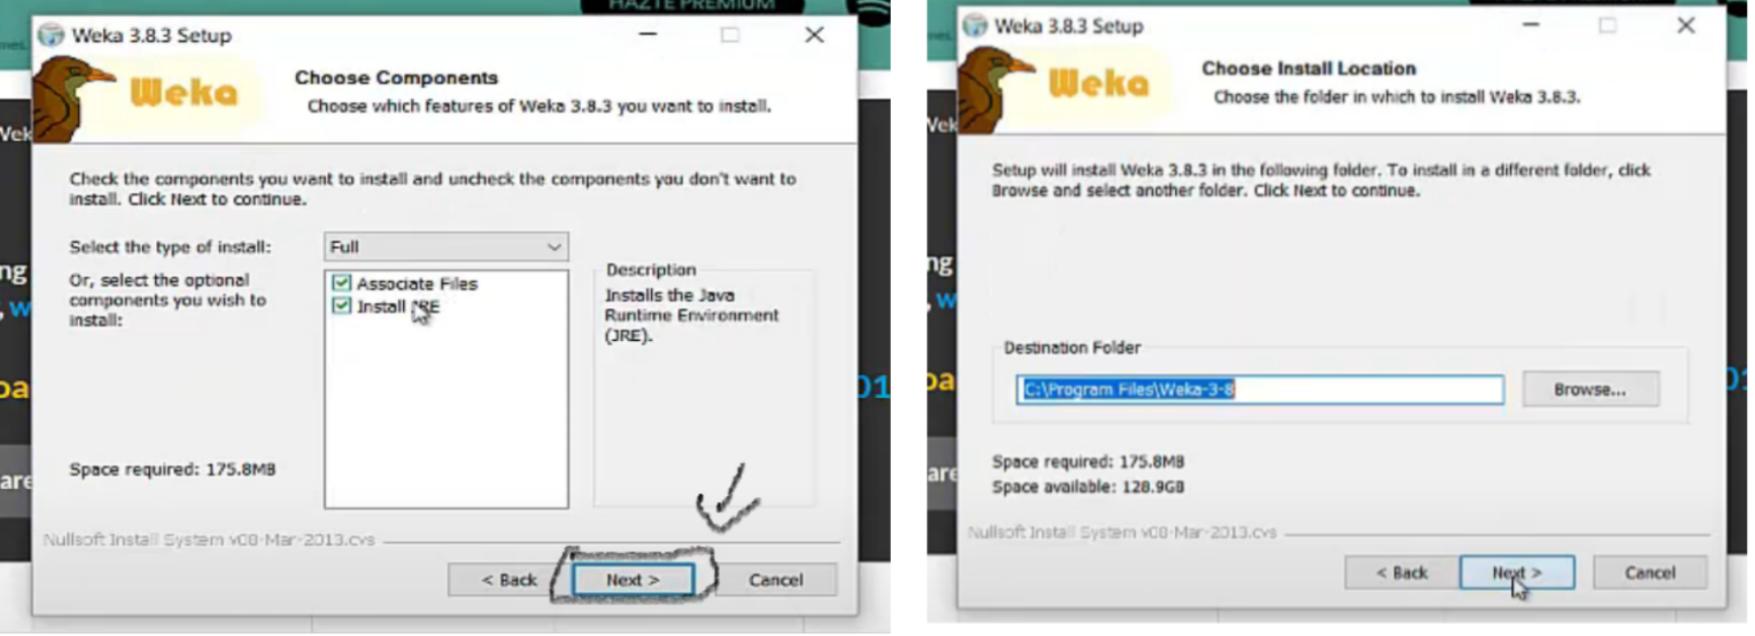 HAZTE PREMIUM
Weka 3.8.3 Setup
Weka
Choose Components
Choose which features of Weka 3.8.3 you want to install.
Check the components you want to install and uncheck the components you don't want to
install. Click Next to continue.
Select the type of install:
Full
Or, select the optional
components you wish to
install:
Associate Files
Install JRE
Description
Installs the Java
Runtime Environment
(JRE).
Space required: 175.8MB
Nullsoft Install System v08-Mar-2013.cvs
< Back
Next >
Cancel
Weka 3.8.3 Setup
Weka
Choose Install Location
Choose the folder in which to install Weka 3.8.3.
Setup will install Weka 3.8.3 in the following folder. To install in a different folder, click
Browse and select another folder. Click Next to continue.
Destination Folder
C:\Program Files\Weka-3-8
Browse...
Space required: 175.8MB
Space available: 128.9GB
Nullsoft Install System v08-Mar-2013.cvs
< Back
Next >
Cancel